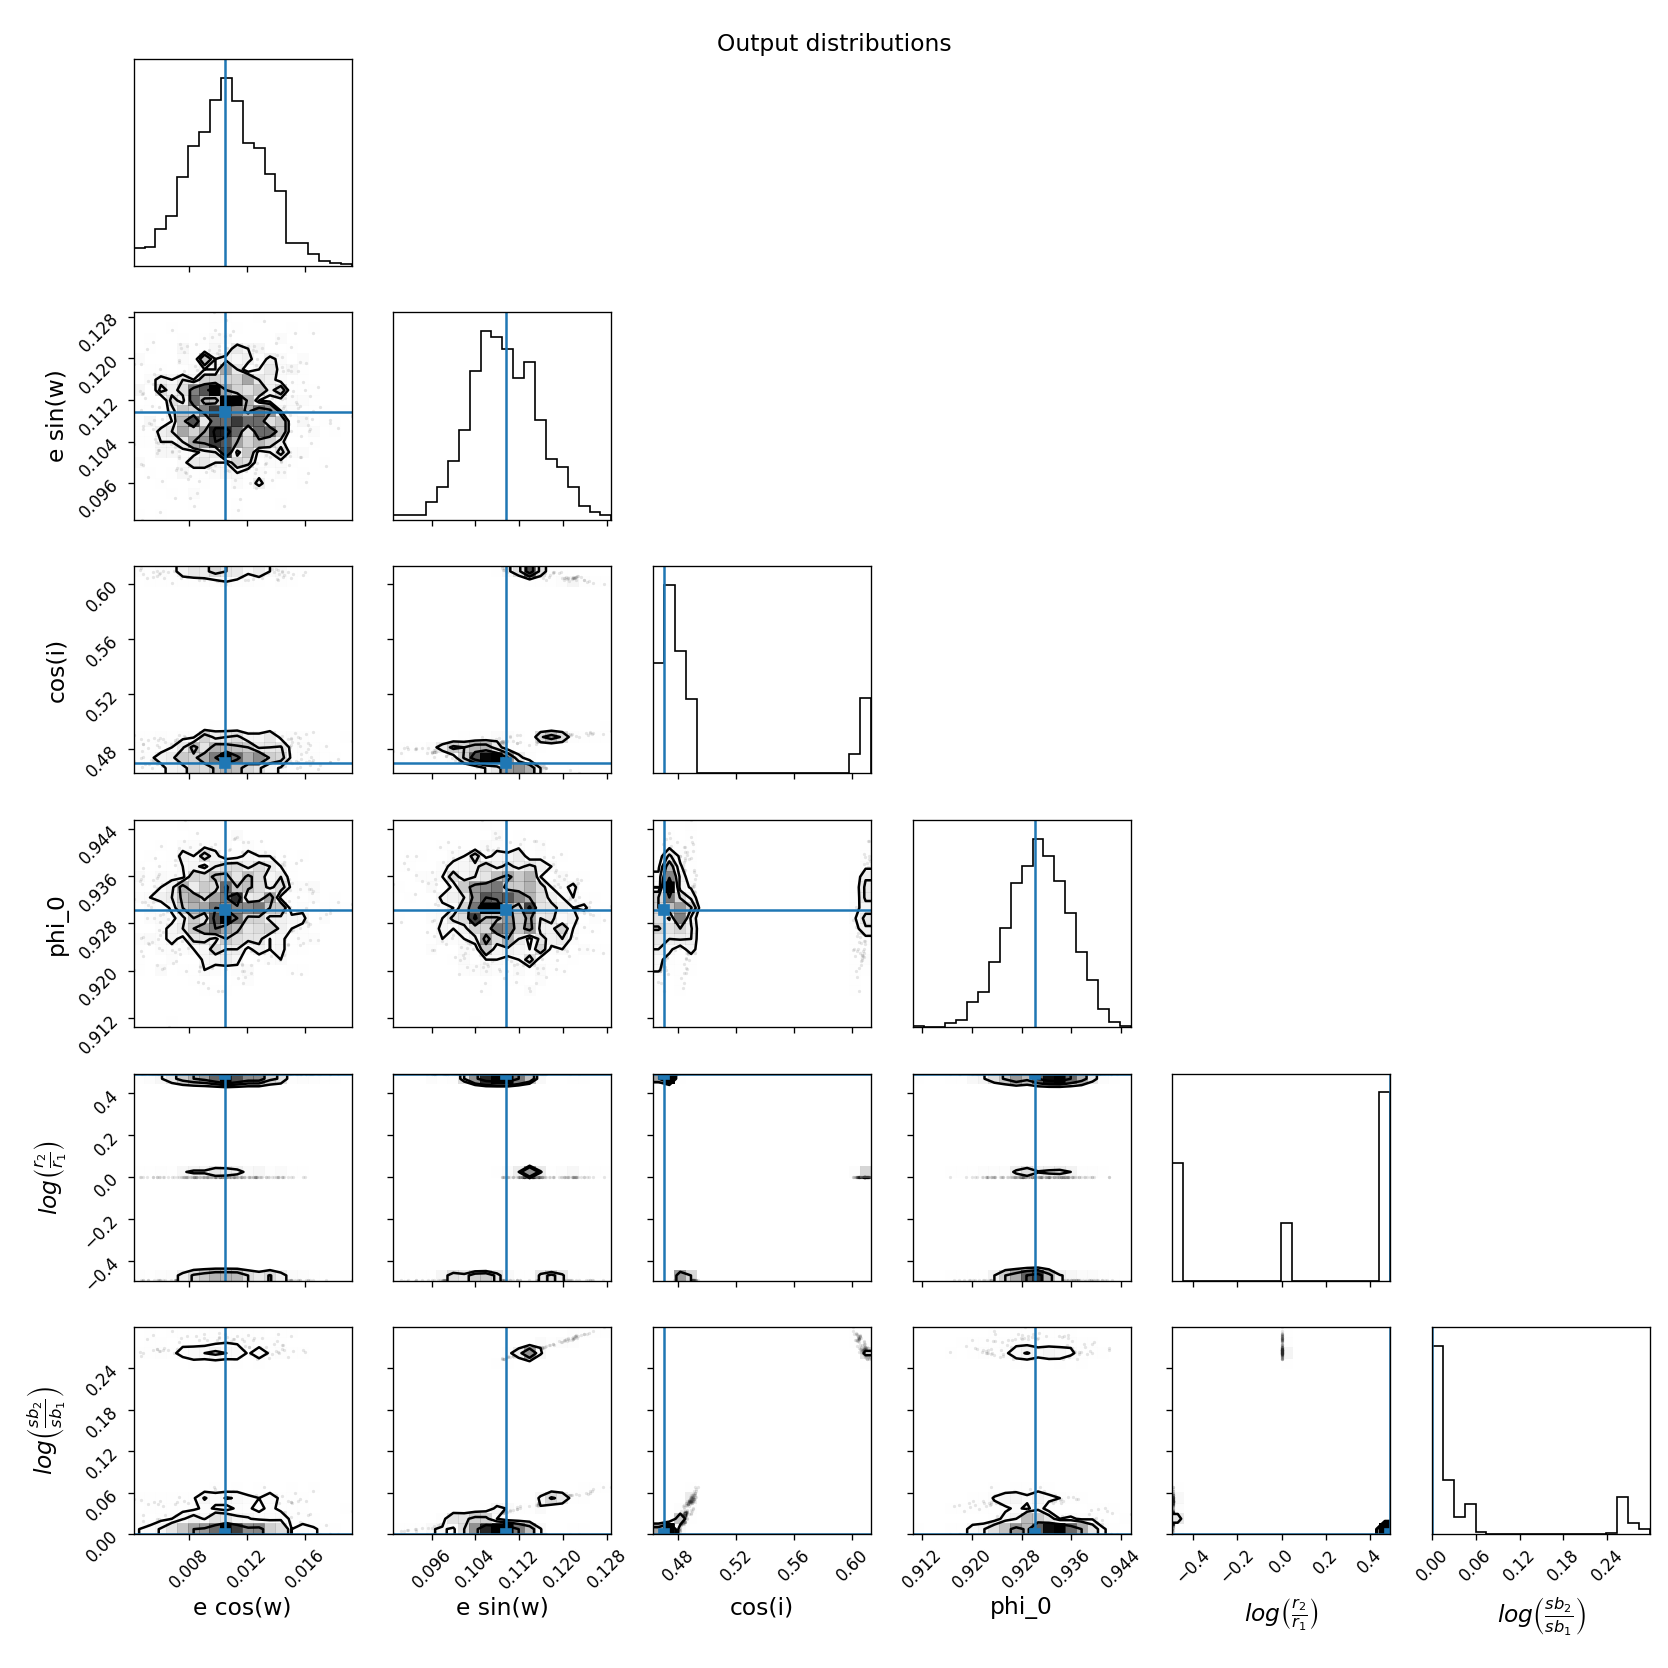 Output distributions
e sin(w)
0.128
0.120
0.112
0.104
0.096
cos(i)
0.60
0.56
0.52
0.48
phi_0
0.944
0.936
0.928
0.920
0.912
log(r₂/r₁)
0.4
0.2
0.0
−0.2
−0.4
log(sb₂/sb₁)
0.24
0.18
0.12
0.06
0.00
0.008 0.012 0.016
0.096 0.104 0.112 0.120 0.128
0.48 0.52 0.56 0.60
0.912 0.920 0.928 0.936 0.944
−0.4 −0.2 0.0 0.2 0.4
0.00 0.06 0.12 0.18 0.24
e cos(w)
e sin(w)
cos(i)
phi_0
log(r₂/r₁)
log(sb₂/sb₁)